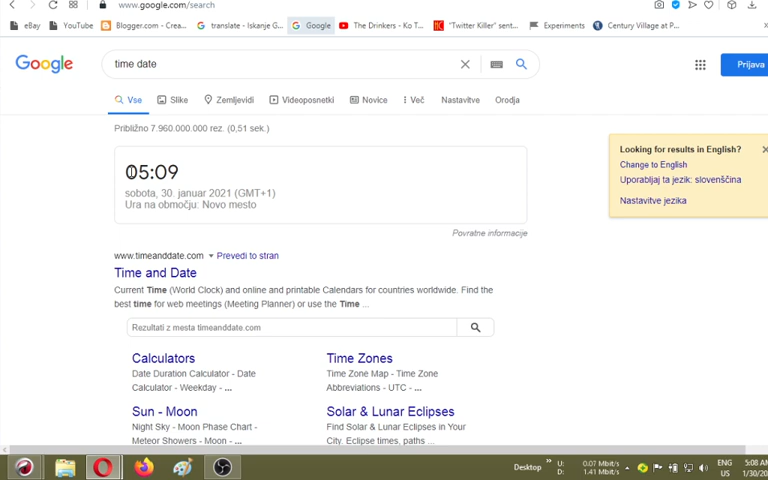 www.google.com/search
eBay YouTube Blogger.com - Crea... translate - Iskanje G... Google The Drinkers - Ko T... "Twitter Killer" sent... Experiments Century Village at P...
Google time date Prijava
Vse Slike Zemljevidi Videoposnetki Novice Več Nastavitve Orodja
Približno 7.960.000.000 rez. (0,51 sek.)
Looking for results in English?
Change to English
Uporabljaj ta jezik: slovenščina
Nastavitve jezika
05:09
sobota, 30. januar 2021 (GMT+1)
Ura na območju: Novo mesto
Povratne informacije
www.timeanddate.com Prevedi to stran
Time and Date
Current Time (World Clock) and online and printable Calendars for countries worldwide. Find the
best time for web meetings (Meeting Planner) or use the Time ...
Rezultati z mesta timeanddate.com
Calculators
Date Duration Calculator - Date
Calculator - Weekday - ...
Time Zones
Time Zone Map - Time Zone
Abbreviations - UTC - ...
Sun - Moon
Night Sky - Moon Phase Chart -
Meteor Showers - Moon - ...
Solar & Lunar Eclipses
Find Solar & Lunar Eclipses in Your
City. Eclipse times, paths ...
Desktop
U: 0.07 Mbit/s
D: 1.41 Mbit/s
ENG
US
5:08 AM
1/30/20